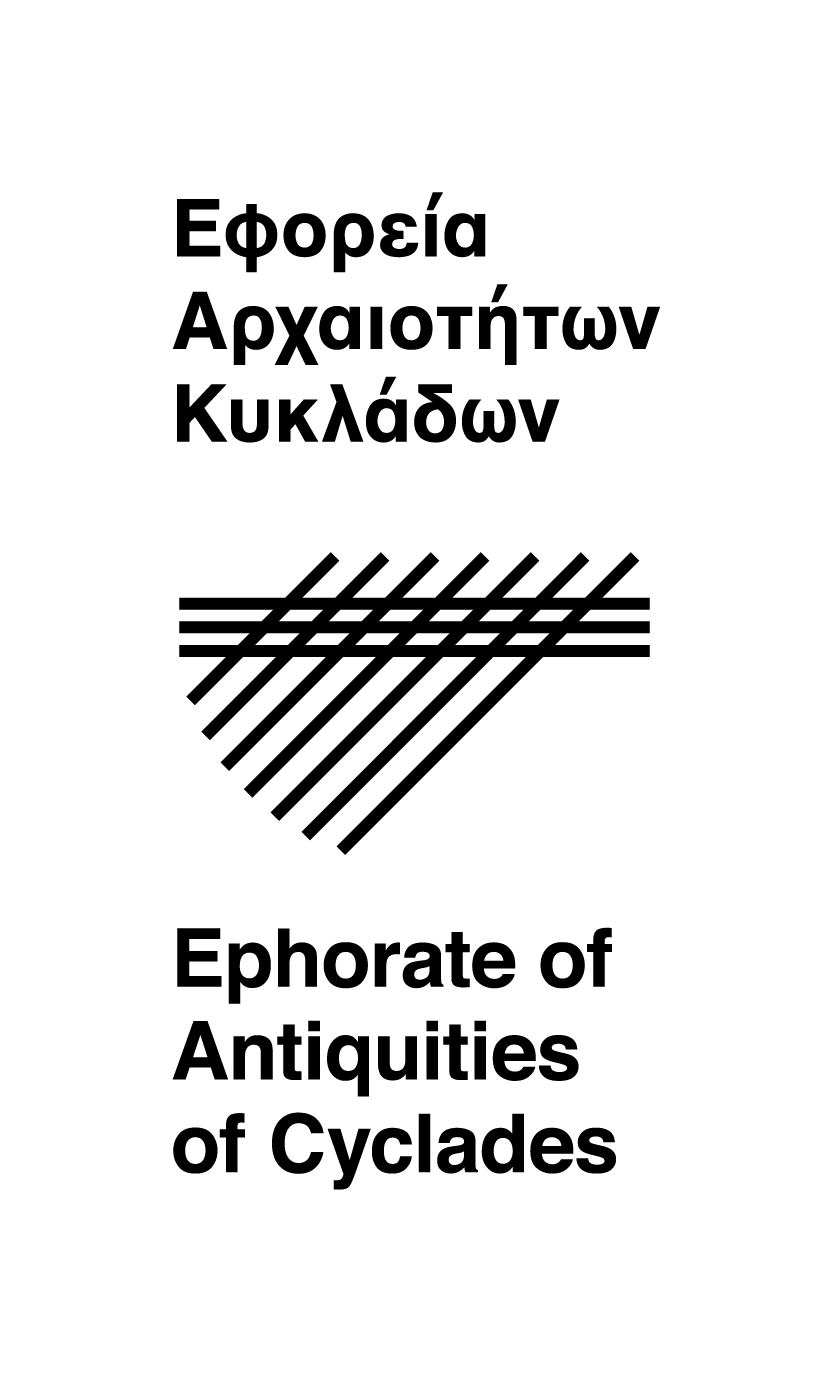 Εφορεία
Αρχαιοτήτων
Κυκλάδων
Ephorate of
Antiquities
of Cyclades